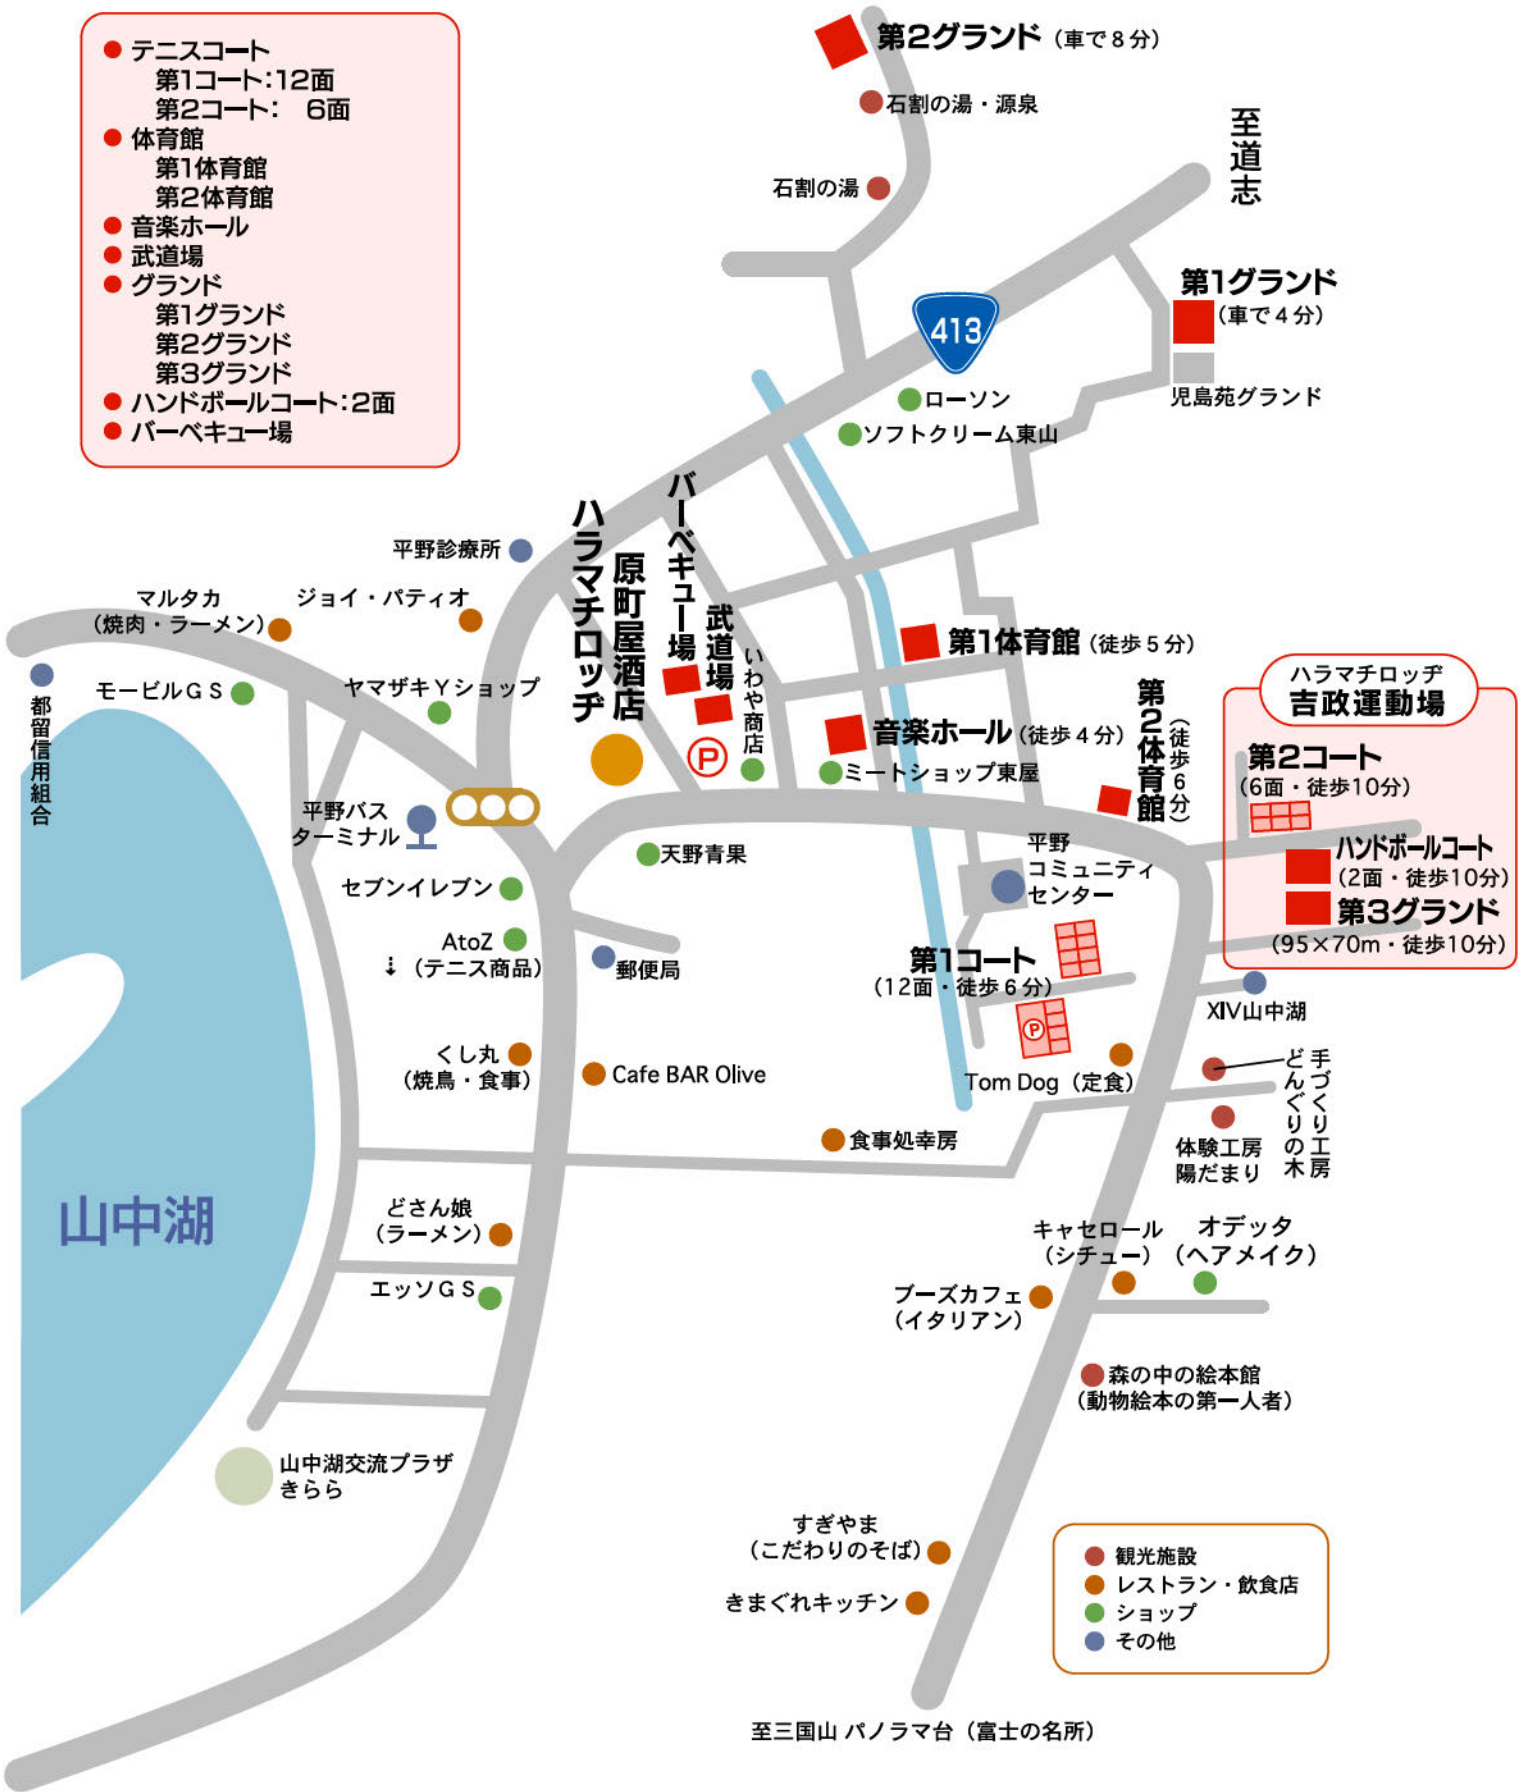 テニスコート
第1コート:12面
第2コート: 6面
体育館
第1体育館
第2体育館
音楽ホール
武道場
グランド
第1グランド
第2グランド
第3グランド
ハンドボールコート:2面
バーベキュー場
第2グランド(車で8分)
石割の湯・源泉
石割の湯
至道志
第1グランド
(車で4分)
児島苑グランド
413
ローソン
ソフトクリーム東山
平野診療所
ハラマチロッヂ
原町屋酒店
バーベキュー場
武道場
いわや商店
P
マルタカ
(焼肉・ラーメン)
ジョイ・パティオ
都留信用組合
モービルGS
ヤマザキYショップ
第1体育館(徒歩5分)
音楽ホール(徒歩4分)
ミートショップ東屋
第2体育館
(徒歩6分)
ハラマチロッヂ
吉政運動場
第2コート
(6面・徒歩10分)
ハンドボールコート
(2面・徒歩10分)
第3グランド
(95×70m・徒歩10分)
平野バス
ターミナル
天野青果
平野
コミュニティ
センター
セブンイレブン
AtoZ
⇣(テニス商品)
郵便局
第1コート
(12面・徒歩6分)
P
XIV山中湖
くし丸
(焼鳥・食事)
Cafe BAR Olive
Tom Dog(定食)
手づくり工房
どんぐりの木
食事処幸房
体験工房
陽だまり
山中湖
どさん娘
(ラーメン)
エッソGS
キャセロール
(シチュー)
オデッタ
(ヘアメイク)
ブーズカフェ
(イタリアン)
森の中の絵本館
(動物絵本の第一人者)
山中湖交流プラザ
きらら
すぎやま
(こだわりのそば)
きまぐれキッチン
観光施設
レストラン・飲食店
ショップ
その他
至三国山 パノラマ台(富士の名所)